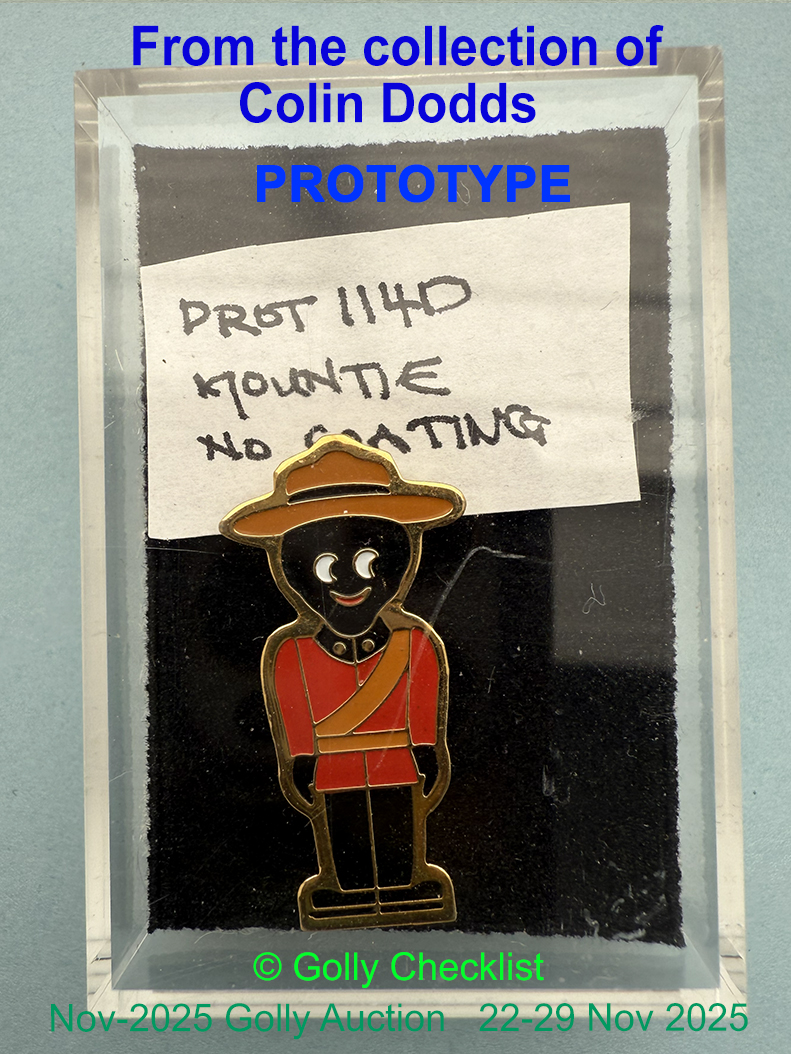 From the collection of
Colin Dodds
PROTOTYPE
PROT 114D
MOUNTIE
NO COATING
© Golly Checklist
Nov-2025 Golly Auction 22-29 Nov 2025